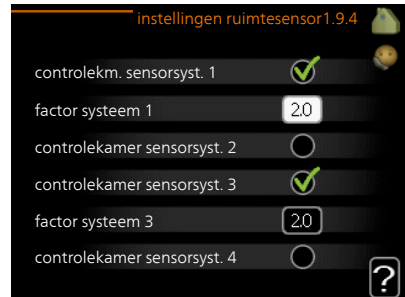 instellingen ruimtesensor1.9.4
controlekm. sensorsyst. 1
factor systeem 1 2.0
controlekamer sensorsyst. 2
controlekamer sensorsyst. 3
factor systeem 3 2.0
controlekamer sensorsyst. 4
?